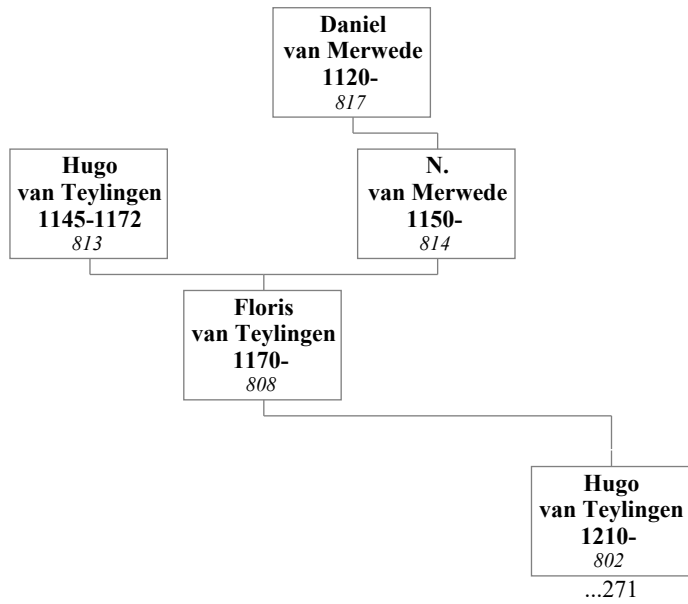 Daniel
van Merwede
1120-
817
Hugo
van Teylingen
1145-1172
813
N.
van Merwede
1150-
814
Floris
van Teylingen
1170-
808
Hugo
van Teylingen
1210-
802
...271